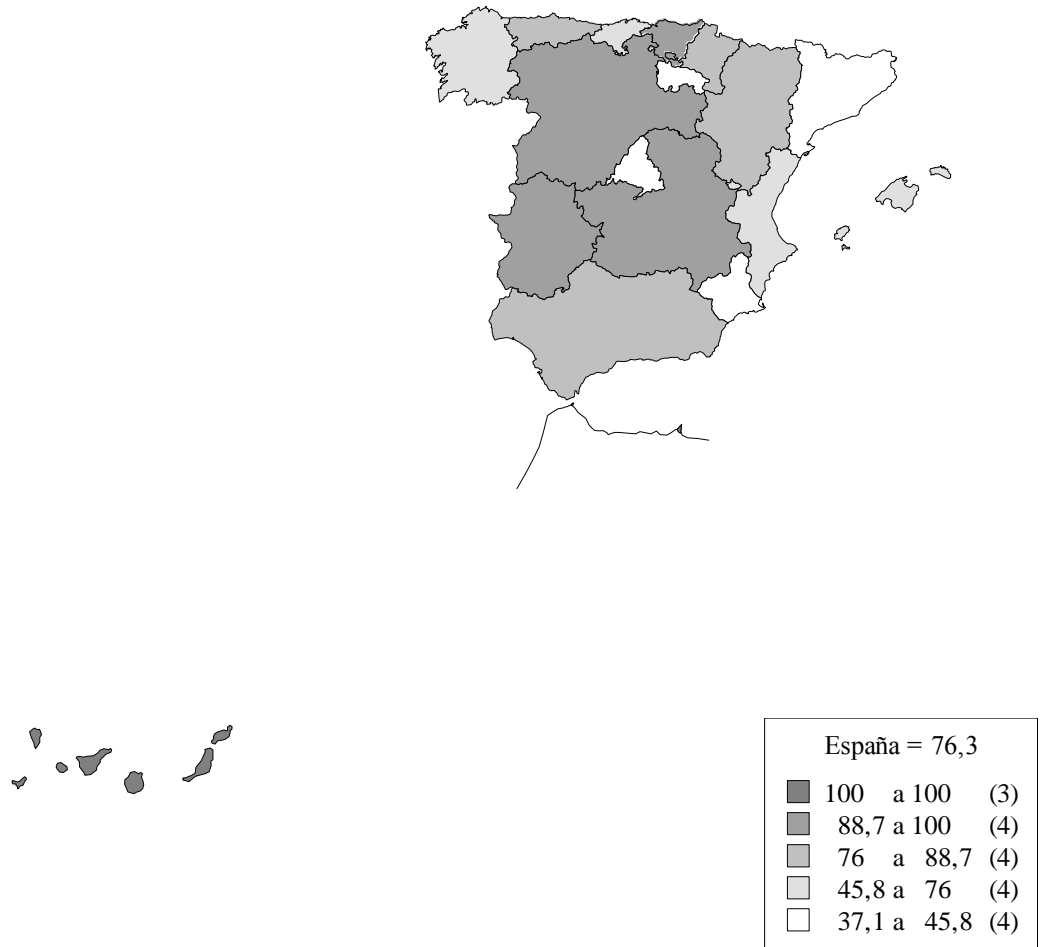 España = 76,3
100 a 100 (3)
88,7 a 100 (4)
76 a 88,7 (4)
45,8 a 76 (4)
37,1 a 45,8 (4)